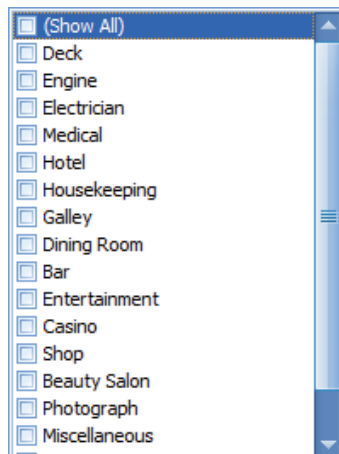 (Show All)
Deck
Engine
Electrician
Medical
Hotel
Housekeeping
Galley
Dining Room
Bar
Entertainment
Casino
Shop
Beauty Salon
Photograph
Miscellaneous